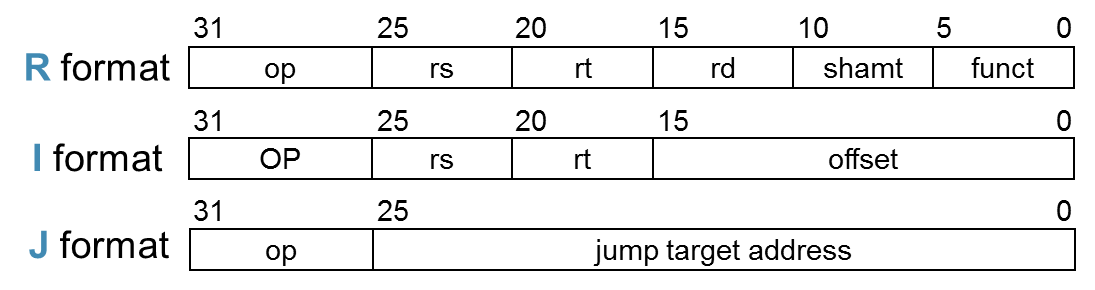 31 25 20 15 10 5 0
R format op rs rt rd shamt funct
31 25 20 15 0
I format OP rs rt offset
31 25 0
J format op jump target address